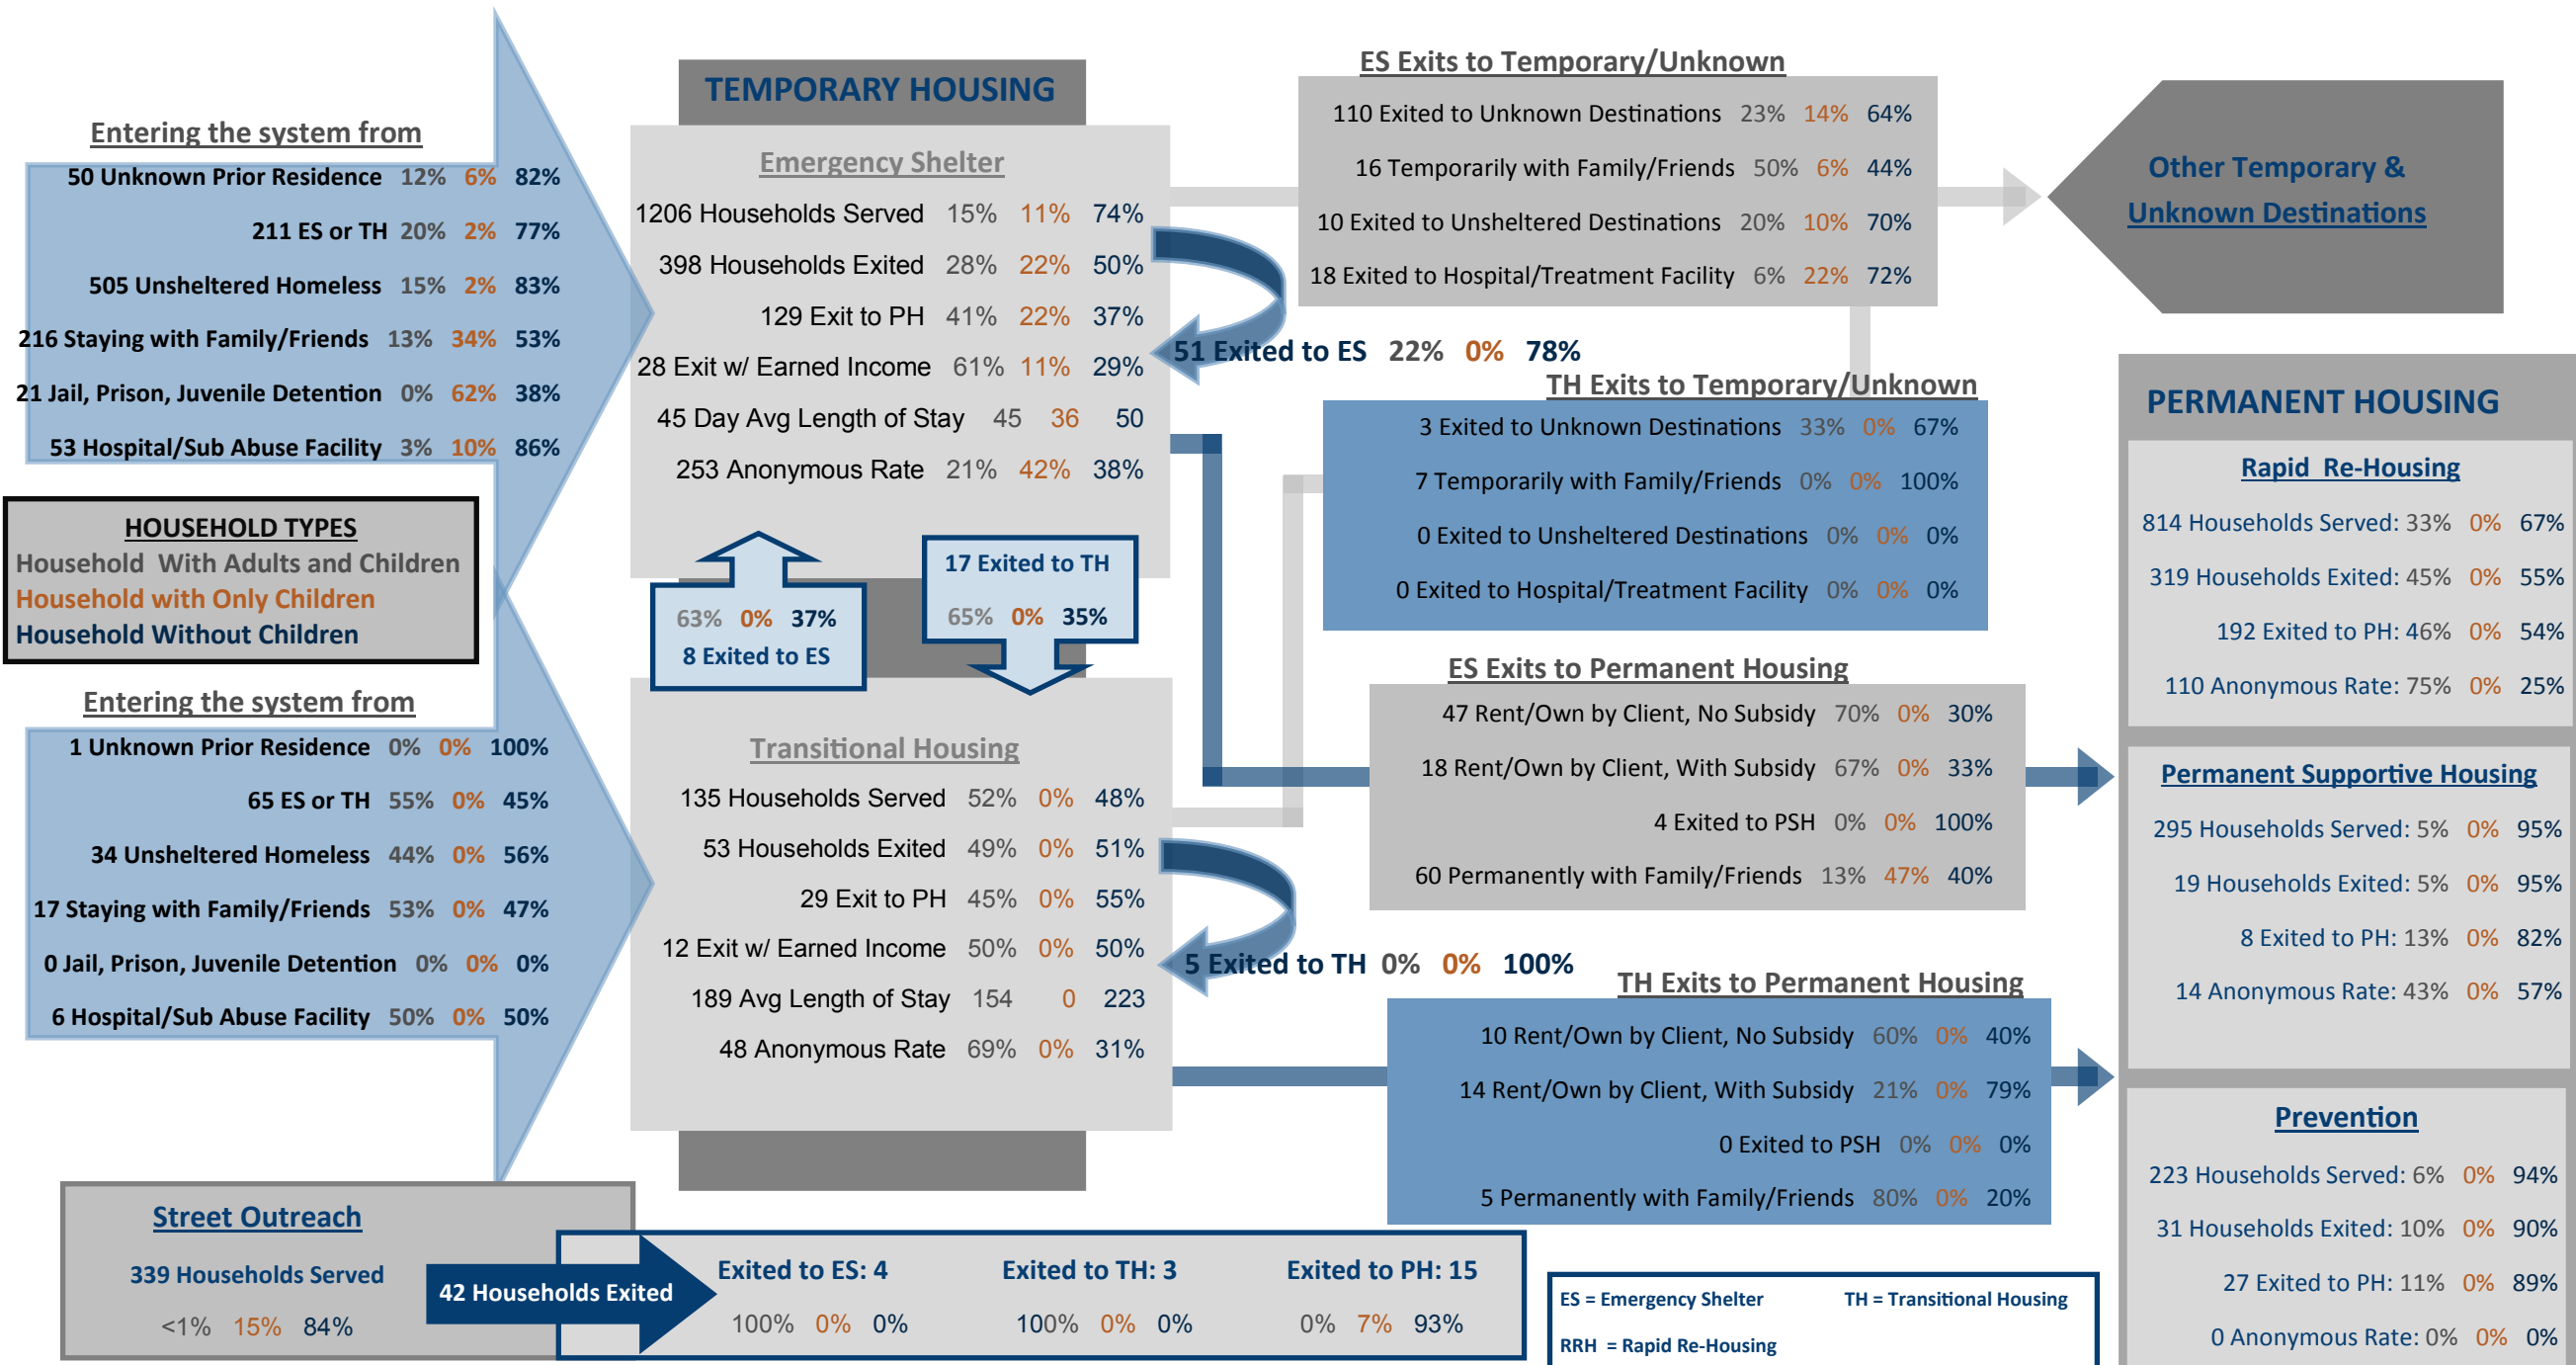 Entering the system from
50 Unknown Prior Residence 12% 6% 82%
211 ES or TH 20% 2% 77%
505 Unsheltered Homeless 15% 2% 83%
216 Staying with Family/Friends 13% 34% 53%
21 Jail, Prison, Juvenile Detention 0% 62% 38%
53 Hospital/Sub Abuse Facility 3% 10% 86%
HOUSEHOLD TYPES
Household With Adults and Children
Household with Only Children
Household Without Children
Entering the system from
1 Unknown Prior Residence 0% 0% 100%
65 ES or TH 55% 0% 45%
34 Unsheltered Homeless 44% 0% 56%
17 Staying with Family/Friends 53% 0% 47%
0 Jail, Prison, Juvenile Detention 0% 0% 0%
6 Hospital/Sub Abuse Facility 50% 0% 50%
TEMPORARY HOUSING
Emergency Shelter
1206 Households Served 15% 11% 74%
398 Households Exited 28% 22% 50%
129 Exit to PH 41% 22% 37%
28 Exit w/ Earned Income 61% 11% 29%
45 Day Avg Length of Stay 45 36 50
253 Anonymous Rate 21% 42% 38%
51 Exited to ES 22% 0% 78%
63% 0% 37%
8 Exited to ES
17 Exited to TH
65% 0% 35%
Transitional Housing
135 Households Served 52% 0% 48%
53 Households Exited 49% 0% 51%
29 Exit to PH 45% 0% 55%
12 Exit w/ Earned Income 50% 0% 50%
189 Avg Length of Stay 154 0 223
48 Anonymous Rate 69% 0% 31%
5 Exited to TH 0% 0% 100%
ES Exits to Temporary/Unknown
110 Exited to Unknown Destinations 23% 14% 64%
16 Temporarily with Family/Friends 50% 6% 44%
10 Exited to Unsheltered Destinations 20% 10% 70%
18 Exited to Hospital/Treatment Facility 6% 22% 72%
Other Temporary &
Unknown Destinations
TH Exits to Temporary/Unknown
3 Exited to Unknown Destinations 33% 0% 67%
7 Temporarily with Family/Friends 0% 0% 100%
0 Exited to Unsheltered Destinations 0% 0% 0%
0 Exited to Hospital/Treatment Facility 0% 0% 0%
ES Exits to Permanent Housing
47 Rent/Own by Client, No Subsidy 70% 0% 30%
18 Rent/Own by Client, With Subsidy 67% 0% 33%
4 Exited to PSH 0% 0% 100%
60 Permanently with Family/Friends 13% 47% 40%
TH Exits to Permanent Housing
10 Rent/Own by Client, No Subsidy 60% 0% 40%
14 Rent/Own by Client, With Subsidy 21% 0% 79%
0 Exited to PSH 0% 0% 0%
5 Permanently with Family/Friends 80% 0% 20%
PERMANENT HOUSING
Rapid Re-Housing
814 Households Served: 33% 0% 67%
319 Households Exited: 45% 0% 55%
192 Exited to PH: 46% 0% 54%
110 Anonymous Rate: 75% 0% 25%
Permanent Supportive Housing
295 Households Served: 5% 0% 95%
19 Households Exited: 5% 0% 95%
8 Exited to PH: 13% 0% 82%
14 Anonymous Rate: 43% 0% 57%
Prevention
223 Households Served: 6% 0% 94%
31 Households Exited: 10% 0% 90%
27 Exited to PH: 11% 0% 89%
0 Anonymous Rate: 0% 0% 0%
Street Outreach
339 Households Served
<1% 15% 84%
42 Households Exited
Exited to ES: 4 Exited to TH: 3 Exited to PH: 15
100% 0% 0% 100% 0% 0% 0% 7% 93%
ES = Emergency Shelter TH = Transitional Housing
RRH = Rapid Re-Housing